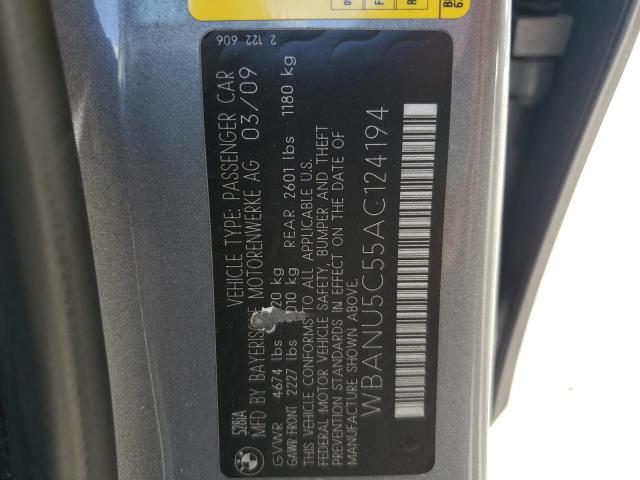 528iA
2 122 606
VEHICLE TYPE: PASSENGER CAR
MFD BY BAYERISCHE MOTORENWERKE AG 03/09
GVWR 4674 lbs 20 kg
GAWR FRONT 2227 lbs 010 kg REAR 2601 lbs 1180 kg
THIS VEHICLE CONFORMS TO ALL APPLICABLE U.S.
FEDERAL MOTOR VEHICLE SAFETY, BUMPER AND THEFT
PREVENTION STANDARDS IN EFFECT ON THE DATE OF
MANUFACTURE SHOWN ABOVE.
WBANU5C55AC124194